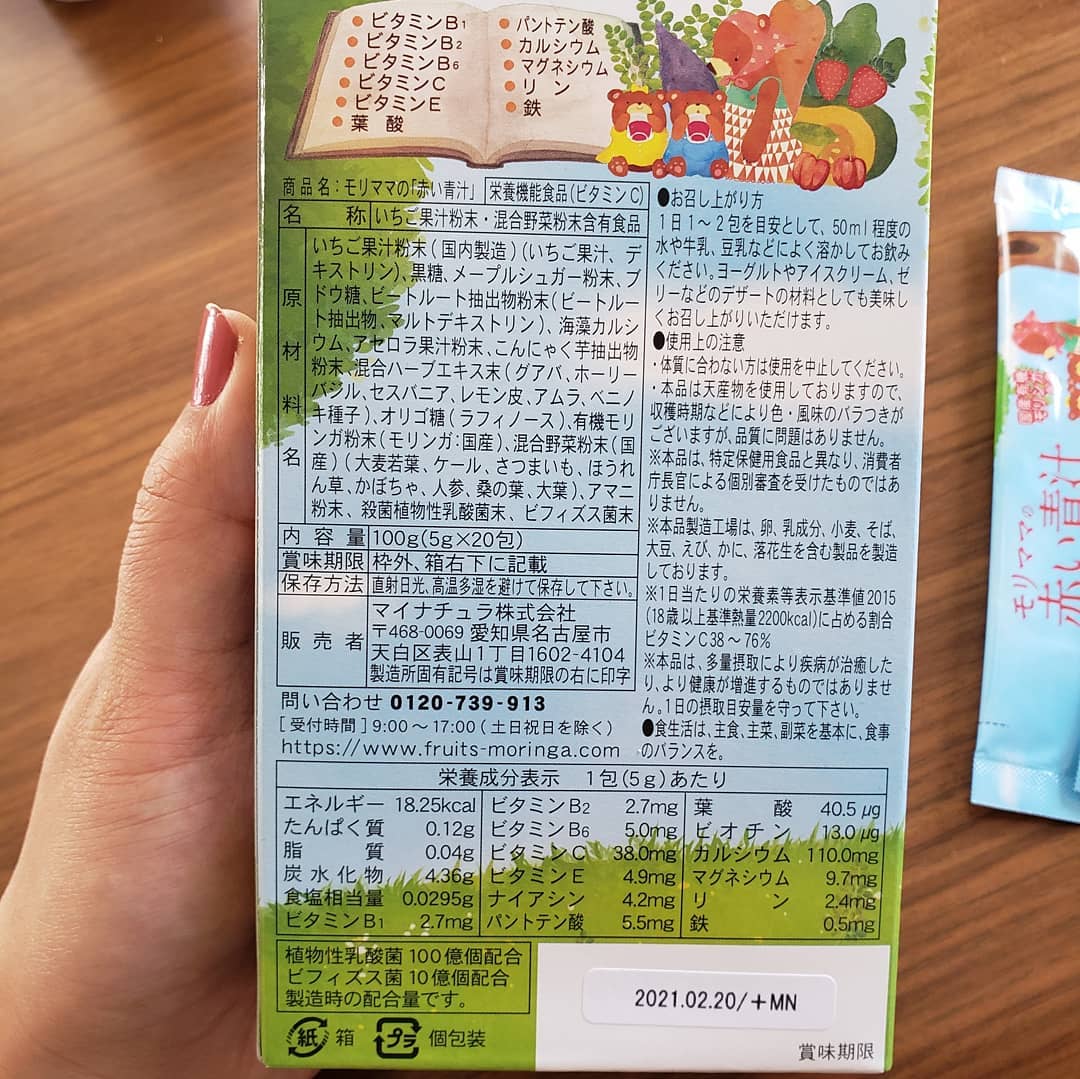 ビタミンB1
ビタミンB2
ビタミンB6
ビタミンC
ビタミンE
葉酸
パントテン酸
カルシウム
マグネシウム
リン
鉄
商品名：モリママの「赤い青汁」 栄養機能食品（ビタミンC）
名称 いちご果汁粉末・混合野菜粉末含有食品
原材料名
いちご果汁粉末（国内製造）（いちご果汁、デ
キストリン）、黒糖、メープルシュガー粉末、ブ
ドウ糖、ビートルート抽出物粉末（ビートルー
ト抽出物、マルトデキストリン）、海藻カルシ
ウム、アセロラ果汁粉末、こんにゃく芋抽出物
粉末、混合ハーブエキス末（グアバ、ホーリー
バジル、セスバニア、レモン皮、アムラ、ベニノ
キ種子）、オリゴ糖（ラフィノース）、有機モリ
ンガ粉末（モリンガ：国産）、混合野菜粉末（国
産）（大麦若葉、ケール、さつまいも、ほうれ
ん草、かぼちゃ、人参、桑の葉、大葉）、アマニ
粉末、殺菌植物性乳酸菌末、ビフィズス菌末
内容量 100g(5g×20包)
賞味期限 枠外、箱右下に記載
保存方法 直射日光、高温多湿を避けて保存して下さい。
販売者
マイナチュラ株式会社
〒468-0069 愛知県名古屋市
天白区表山1丁目1602-4104
製造所固有記号は賞味期限の右に印字
問い合わせ 0120-739-913
［受付時間］9:00～17:00（土日祝日を除く）
https://www.fruits-moringa.com
●お召し上がり方
1日1～2包を目安として、50ml程度の
水や牛乳、豆乳などによく溶かしてお飲み
ください。ヨーグルトやアイスクリーム、ゼ
リーなどのデザートの材料としても美味し
くお召し上がりいただけます。
●使用上の注意
・体質に合わない方は使用を中止してください。
・本品は天産物を使用しておりますので、
収穫時期などにより色・風味のバラつきが
ございますが、品質に問題はありません。
※本品は、特定保健用食品と異なり、消費者
庁長官による個別審査を受けたものではあ
りません。
※本品製造工場は、卵、乳成分、小麦、そば、
大豆、えび、かに、落花生を含む製品を製造
しております。
※1日当たりの栄養素等表示基準値2015
（18歳以上基準熱量2200kcal）に占める割合
ビタミンC38～76%
※本品は、多量摂取により疾病が治癒した
り、より健康が増進するものではありませ
ん。1日の摂取目安量を守って下さい。
●食生活は、主食、主菜、副菜を基本に、食事
のバランスを。
栄養成分表示 1包(5g)あたり
エネルギー 18.25kcal ビタミンB2 2.7mg 葉酸 40.5μg
たんぱく質 0.12g ビタミンB6 5.0mg ビオチン 13.0μg
脂質 0.04g ビタミンC 38.0mg カルシウム 110.0mg
炭水化物 4.36g ビタミンE 4.9mg マグネシウム 9.7mg
食塩相当量 0.0295g ナイアシン 4.2mg リン 2.4mg
ビタミンB1 2.7mg パントテン酸 5.5mg 鉄 0.5mg
植物性乳酸菌100億個配合
ビフィズス菌10億個配合
製造時の配合量です。
紙 箱 プラ 個包装
2021.02.20/+MN
賞味期限
モリママの
赤い青汁